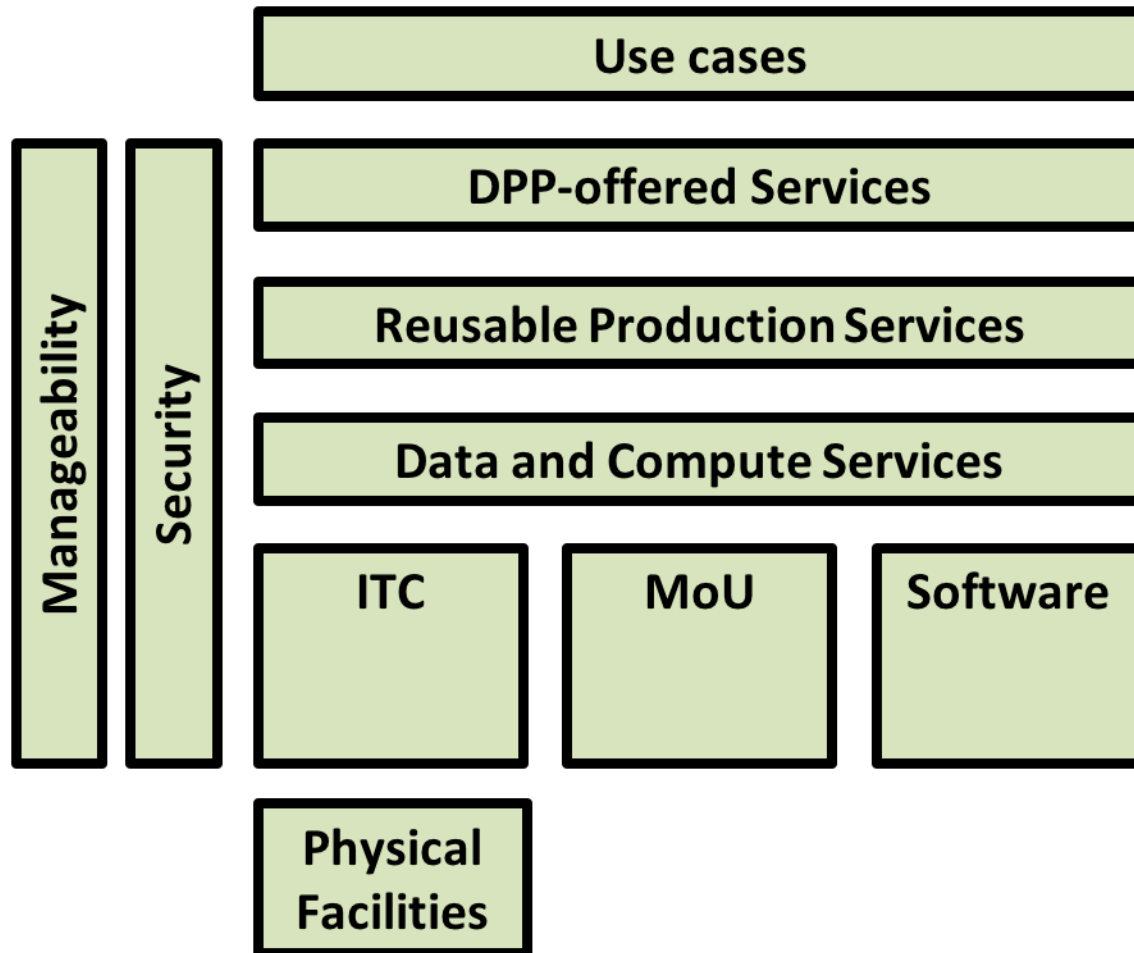 Use cases
DPP-offered Services
Reusable Production Services
Data and Compute Services
Manageability
Security
ITC
MoU
Software
Physical
Facilities